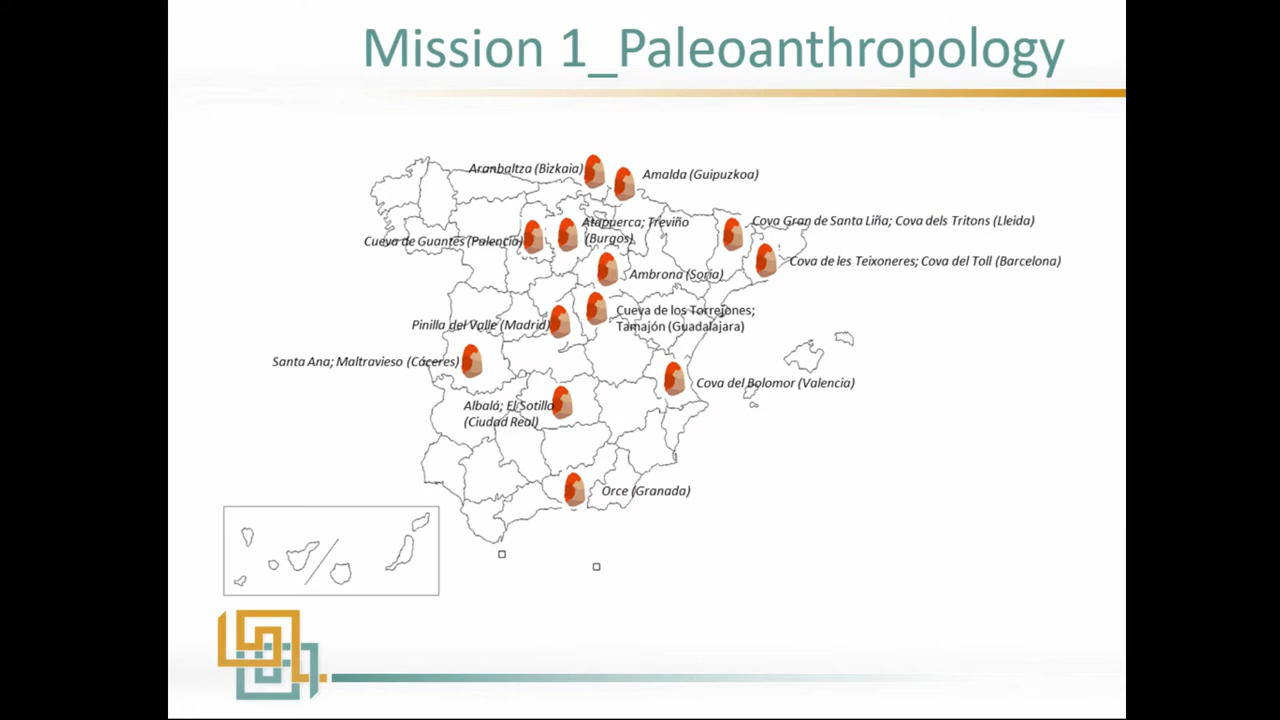 Mission 1_Paleoanthropology
Aranbaltza (Bizkaia)
Amalda (Guipuzkoa)
Atapuerca; Treviño
(Burgos)
Cova Gran de Santa Liña; Cova dels Tritons (Lleida)
Cueva de Guantes (Palencia)
Cova de les Teixoneres; Cova del Toll (Barcelona)
Ambrona (Soria)
Cueva de los Torrejones;
Tamajón (Guadalajara)
Pinilla del Valle (Madrid)
Santa Ana; Maltravieso (Cáceres)
Cova del Bolomor (Valencia)
Albalá; El Sotillo
(Ciudad Real)
Orce (Granada)